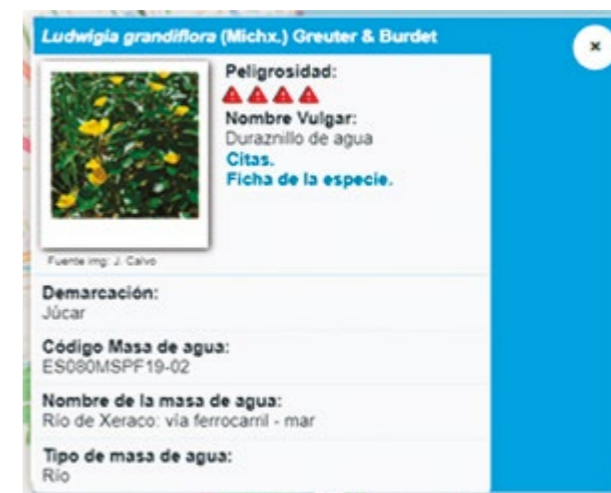 Ludwigia grandiflora (Michx.) Greuter & Burdet
×
Peligrosidad:
Nombre Vulgar:
Duraznillo de agua
Citas.
Ficha de la especie.
Fuente img: J. Calvo
Demarcación:
Júcar
Código Masa de agua:
ES080MSPF19-02
Nombre de la masa de agua:
Río de Xeraco: vía ferrocarril - mar
Tipo de masa de agua:
Río